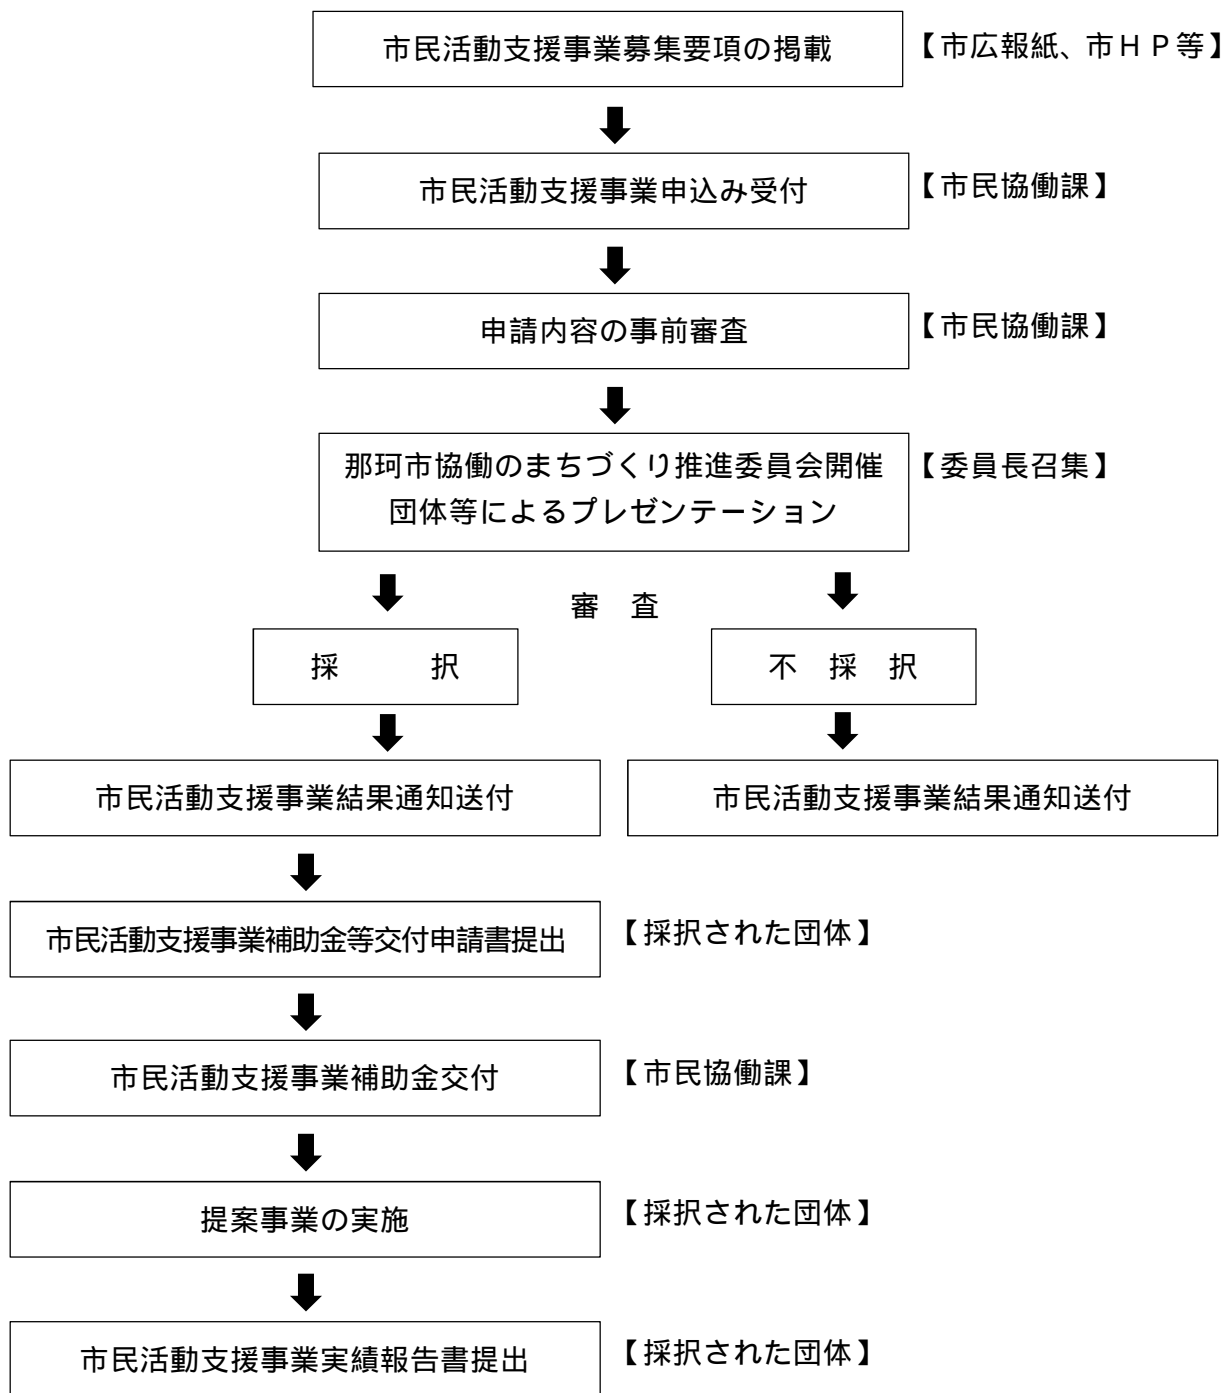 市民活動支援事業募集要項の掲載
【市広報紙、市ＨＰ等】
市民活動支援事業申込み受付
【市民協働課】
申請内容の事前審査
【市民協働課】
那珂市協働のまちづくり推進委員会開催
団体等によるプレゼンテーション
【委員長召集】
審　査
採　　　択
不　採　択
市民活動支援事業結果通知送付
市民活動支援事業結果通知送付
市民活動支援事業補助金等交付申請書提出
【採択された団体】
市民活動支援事業補助金交付
【市民協働課】
提案事業の実施
【採択された団体】
市民活動支援事業実績報告書提出
【採択された団体】